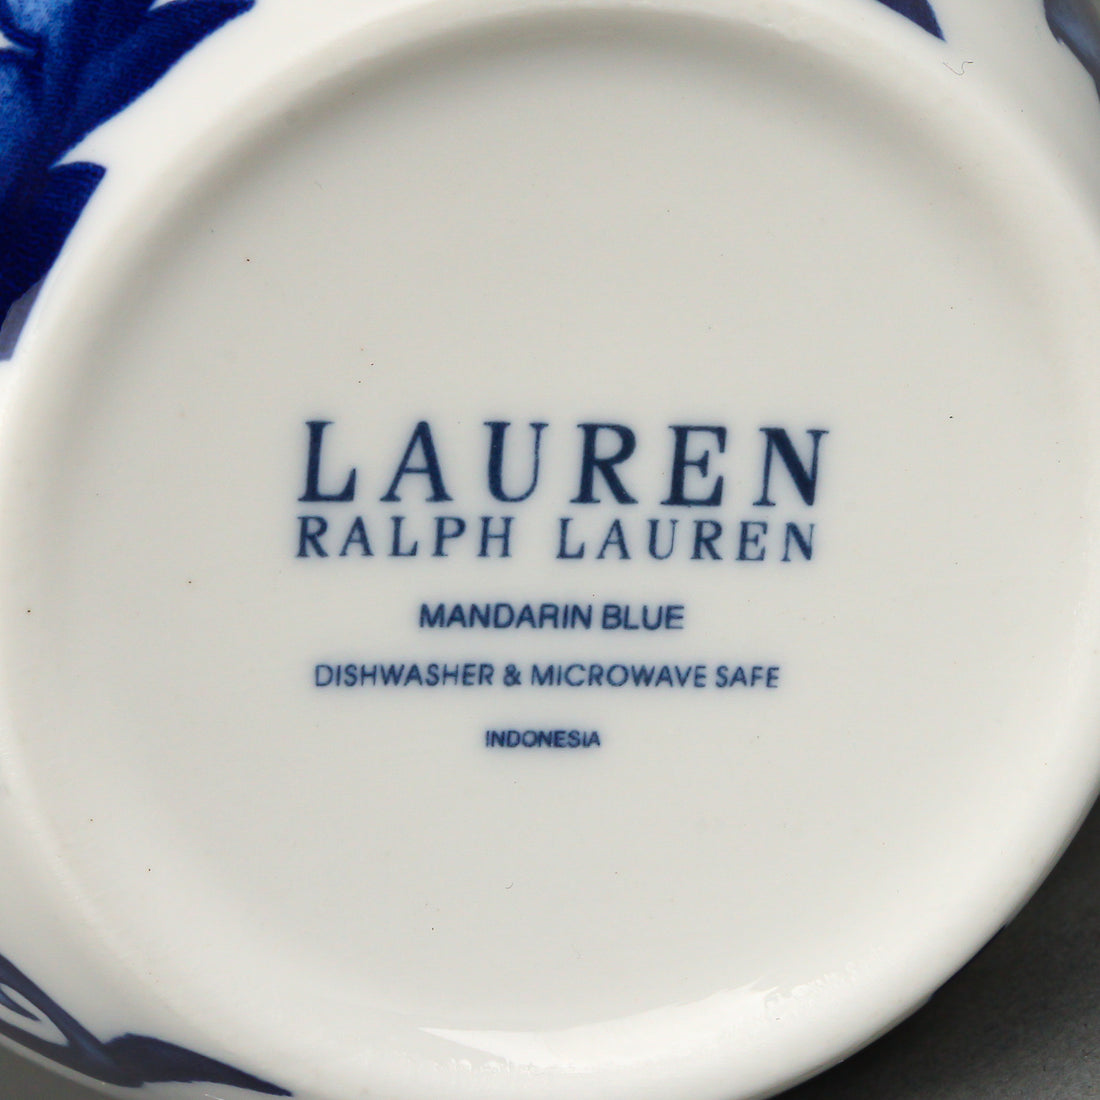 LAUREN
RALPH LAUREN
MANDARIN BLUE
DISHWASHER & MICROWAVE SAFE
INDONESIA